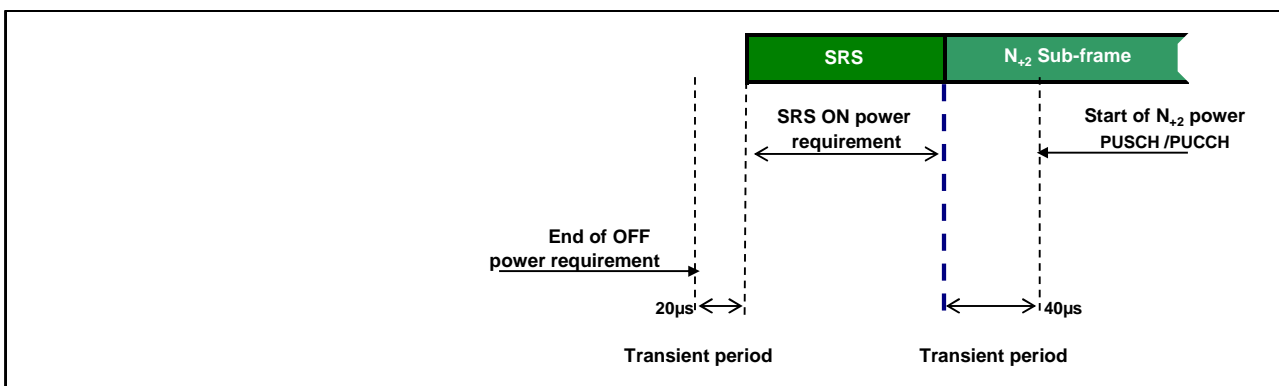 SRS
N+2 Sub-frame
SRS ON power
requirement
Start of N+2 power
PUSCH /PUCCH
End of OFF
power requirement
20µs
40µs
Transient period
Transient period